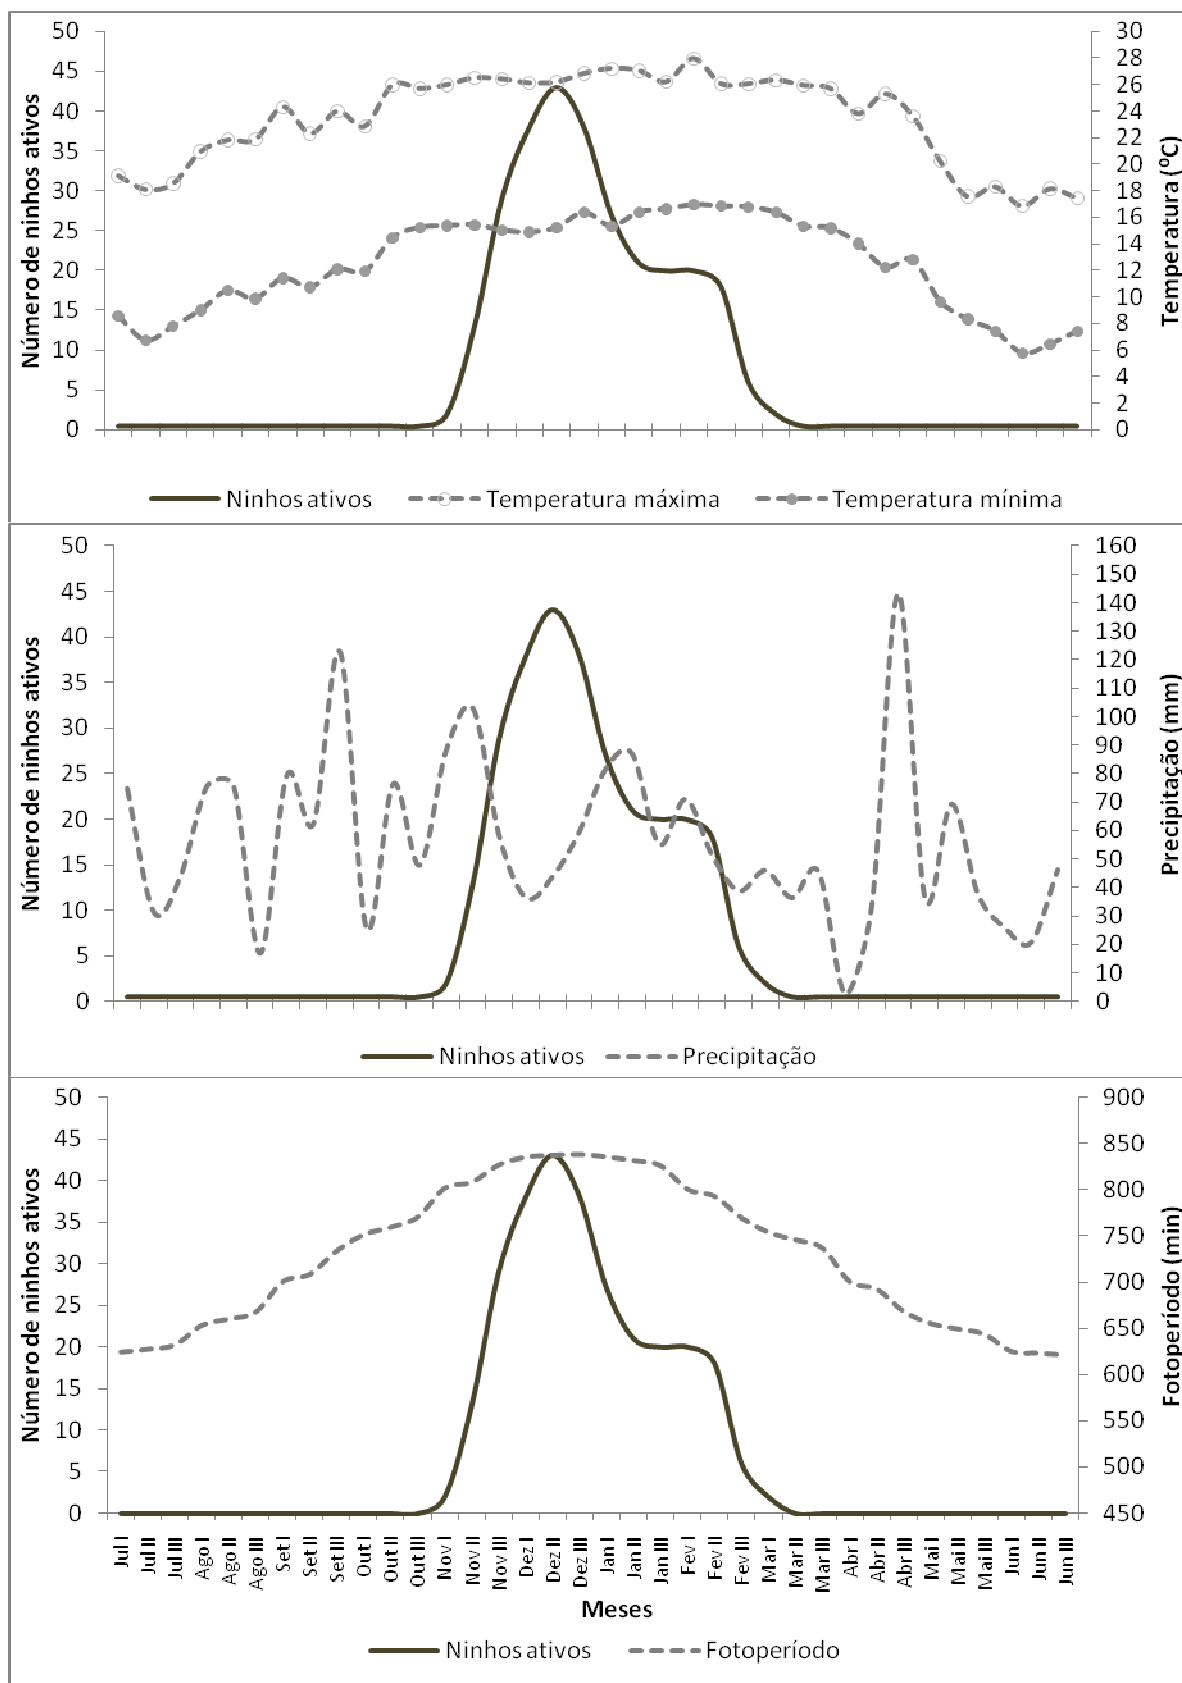 Número de ninhos ativos
50
45
40
35
30
25
20
15
10
5
0
30
28
26
24
22
20
18
16
14
12
10
8
6
4
2
0
Temperatura (ºC)
Ninhos ativos
Temperatura máxima
Temperatura mínima
Número de ninhos ativos
50
45
40
35
30
25
20
15
10
5
0
160
150
140
130
120
110
100
90
80
70
60
50
40
30
20
10
0
Precipitação (mm)
Ninhos ativos
Precipitação
Número de ninhos ativos
50
45
40
35
30
25
20
15
10
5
0
900
850
800
750
700
650
600
550
500
450
Fotoperíodo (min)
Jul I
Jul II
Jul III
Ago I
Ago II
Ago III
Set I
Set II
Set III
Out I
Out II
Out III
Nov I
Nov II
Nov III
Dez I
Dez II
Dez III
Jan I
Jan II
Jan III
Fev I
Fev II
Fev III
Mar I
Mar II
Mar III
Abr I
Abr II
Abr III
Mai I
Mai II
Mai III
Jun I
Jun II
Jun III
Meses
Ninhos ativos
Fotoperíodo